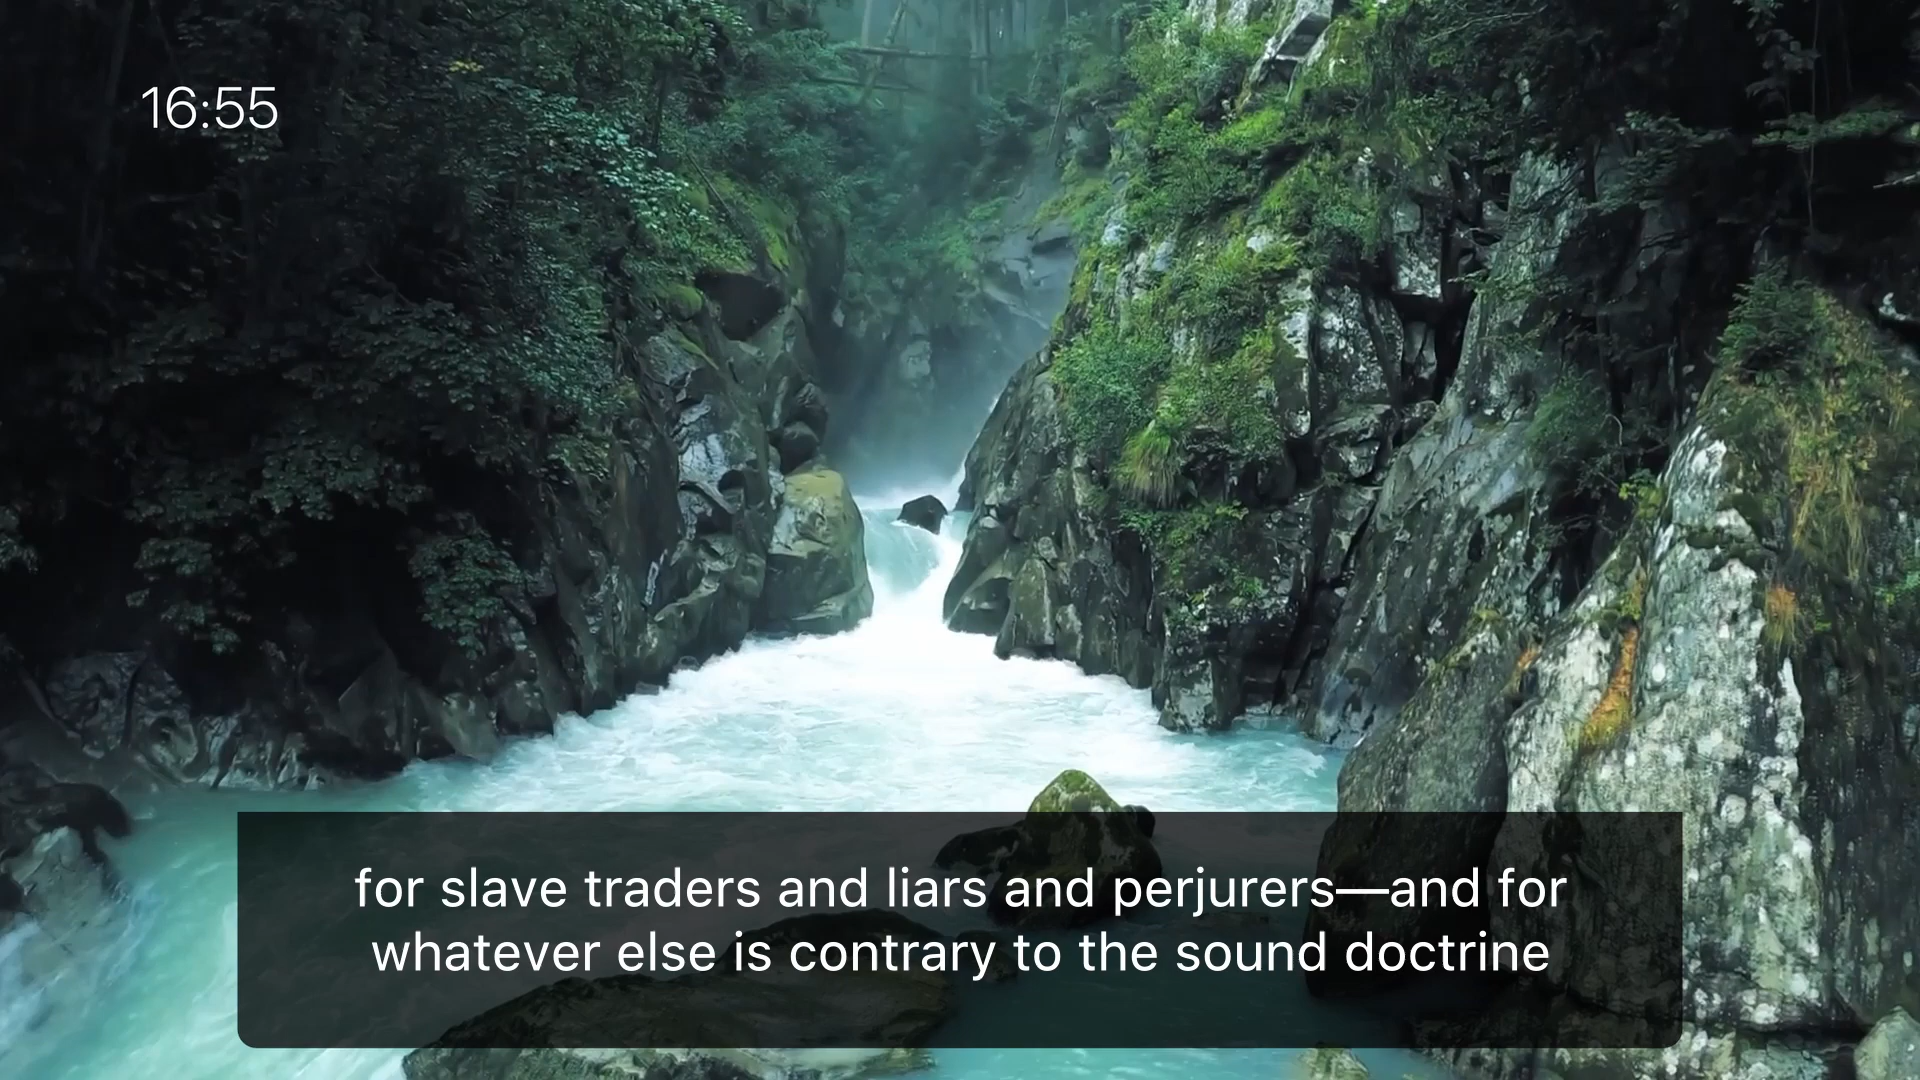 16:55
for slave traders and liars and perjurers—and for
whatever else is contrary to the sound doctrine